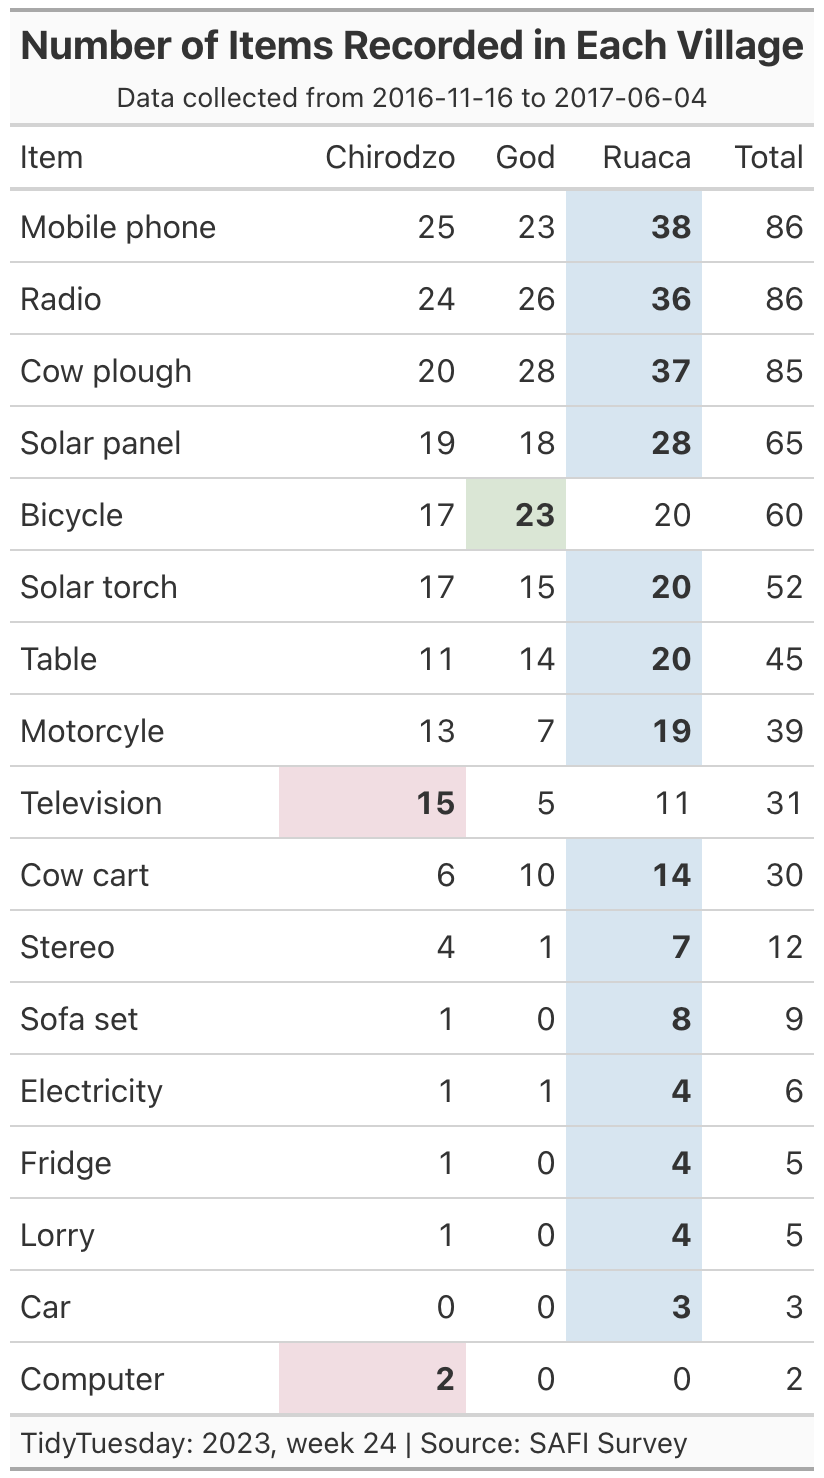 Number of Items Recorded in Each Village
Data collected from 2016-11-16 to 2017-06-04
Item Chirodzo God Ruaca Total
Mobile phone 25 23 38 86
Radio 24 26 36 86
Cow plough 20 28 37 85
Solar panel 19 18 28 65
Bicycle 17 23 20 60
Solar torch 17 15 20 52
Table 11 14 20 45
Motorcyle 13 7 19 39
Television 15 5 11 31
Cow cart 6 10 14 30
Stereo 4 1 7 12
Sofa set 1 0 8 9
Electricity 1 1 4 6
Fridge 1 0 4 5
Lorry 1 0 4 5
Car 0 0 3 3
Computer 2 0 0 2
TidyTuesday: 2023, week 24 | Source: SAFI Survey